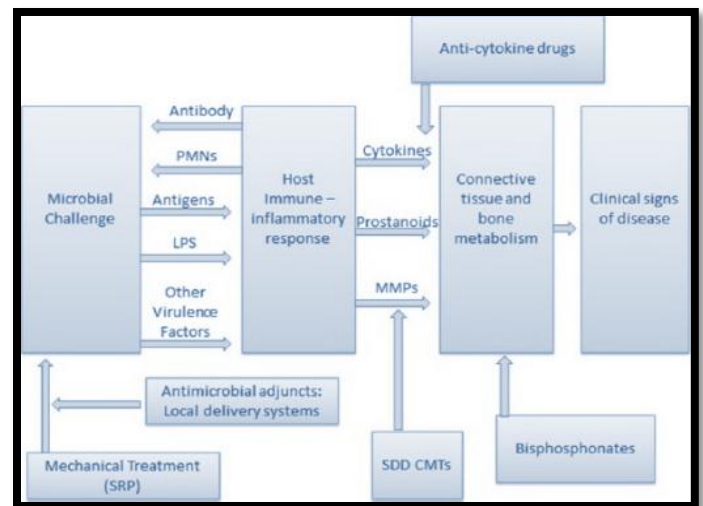 Anti-cytokine drugs
Microbial
Challenge
Antibody
PMNs
Antigens
LPS
Other
Virulence
Factors
Host
Immune –
inflammatory
response
Cytokines
Prostanoids
MMPs
Connective
tissue and
bone
metabolism
Clinical signs
of disease
Antimicrobial adjuncts:
Local delivery systems
Mechanical Treatment
(SRP)
SDD CMTs
Bisphosphonates